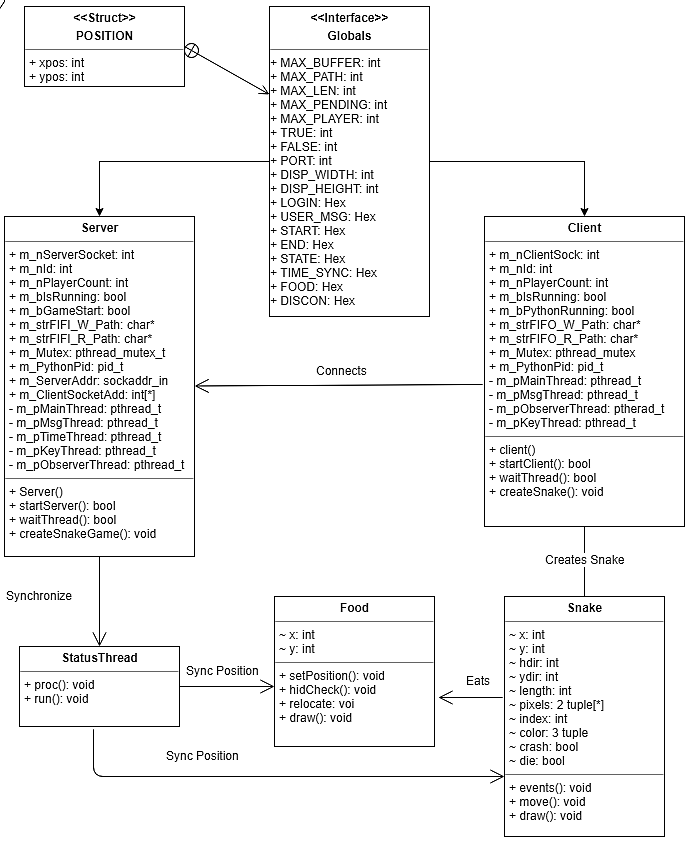 <<Struct>>
POSITION
+ xpos: int
+ ypos: int
<<Interface>>
Globals
+ MAX_BUFFER: int
+ MAX_PATH: int
+ MAX_LEN: int
+ MAX_PENDING: int
+ MAX_PLAYER: int
+ TRUE: int
+ FALSE: int
+ PORT: int
+ DISP_WIDTH: int
+ DISP_HEIGHT: int
+ LOGIN: Hex
+ USER_MSG: Hex
+ START: Hex
+ END: Hex
+ STATE: Hex
+ TIME_SYNC: Hex
+ FOOD: Hex
+ DISCON: Hex
Server
+ m_nServerSocket: int
+ m_nId: int
+ m_nPlayerCount: int
+ m_bIsRunning: bool
+ m_bGameStart: bool
+ m_strFIFI_W_Path: char*
+ m_strFIFI_R_Path: char*
+ m_Mutex: pthread_mutex_t
+ m_PythonPid: pid_t
+ m_ServerAddr: sockaddr_in
+ m_ClientSocketAdd: int[*]
- m_pMainThread: pthread_t
- m_pMsgThread: pthread_t
- m_pTimeThread: pthread_t
- m_pKeyThread: pthread_t
- m_pObserverThread: pthread_t
+ Server()
+ startServer(): bool
+ waitThread(): bool
+ createSnakeGame(): void
Client
+ m_nClientSock: int
+ m_nId: int
+ m_nPlayerCount: int
+ m_bIsRunning: bool
+ m_bPythonRunning: bool
+ m_strFIFO_W_Path: char*
+ m_strFIFO_R_Path: char*
+ m_Mutex: pthread_mutex
+ m_PythonPid: pid_t
- m_pMainThread: pthread_t
- m_pMsgThread: pthread_t
- m_pObserverThread: ptherad_t
- m_pKeyThread: pthread_t
+ client()
+ startClient(): bool
+ waitThread(): bool
+ createSnake(): void
Connects
Creates Snake
Synchronize
StatusThread
+ proc(): void
+ run(): void
Sync Position
Food
~ x: int
~ y: int
+ setPosition(): void
+ hidCheck(): void
+ relocate: voi
+ draw(): void
Eats
Snake
~ x: int
~ y: int
~ hdir: int
~ ydir: int
~ length: int
~ pixels: 2 tuple[*]
~ index: int
~ color: 3 tuple
~ crash: bool
~ die: bool
+ events(): void
+ move(): void
+ draw(): void
Sync Position